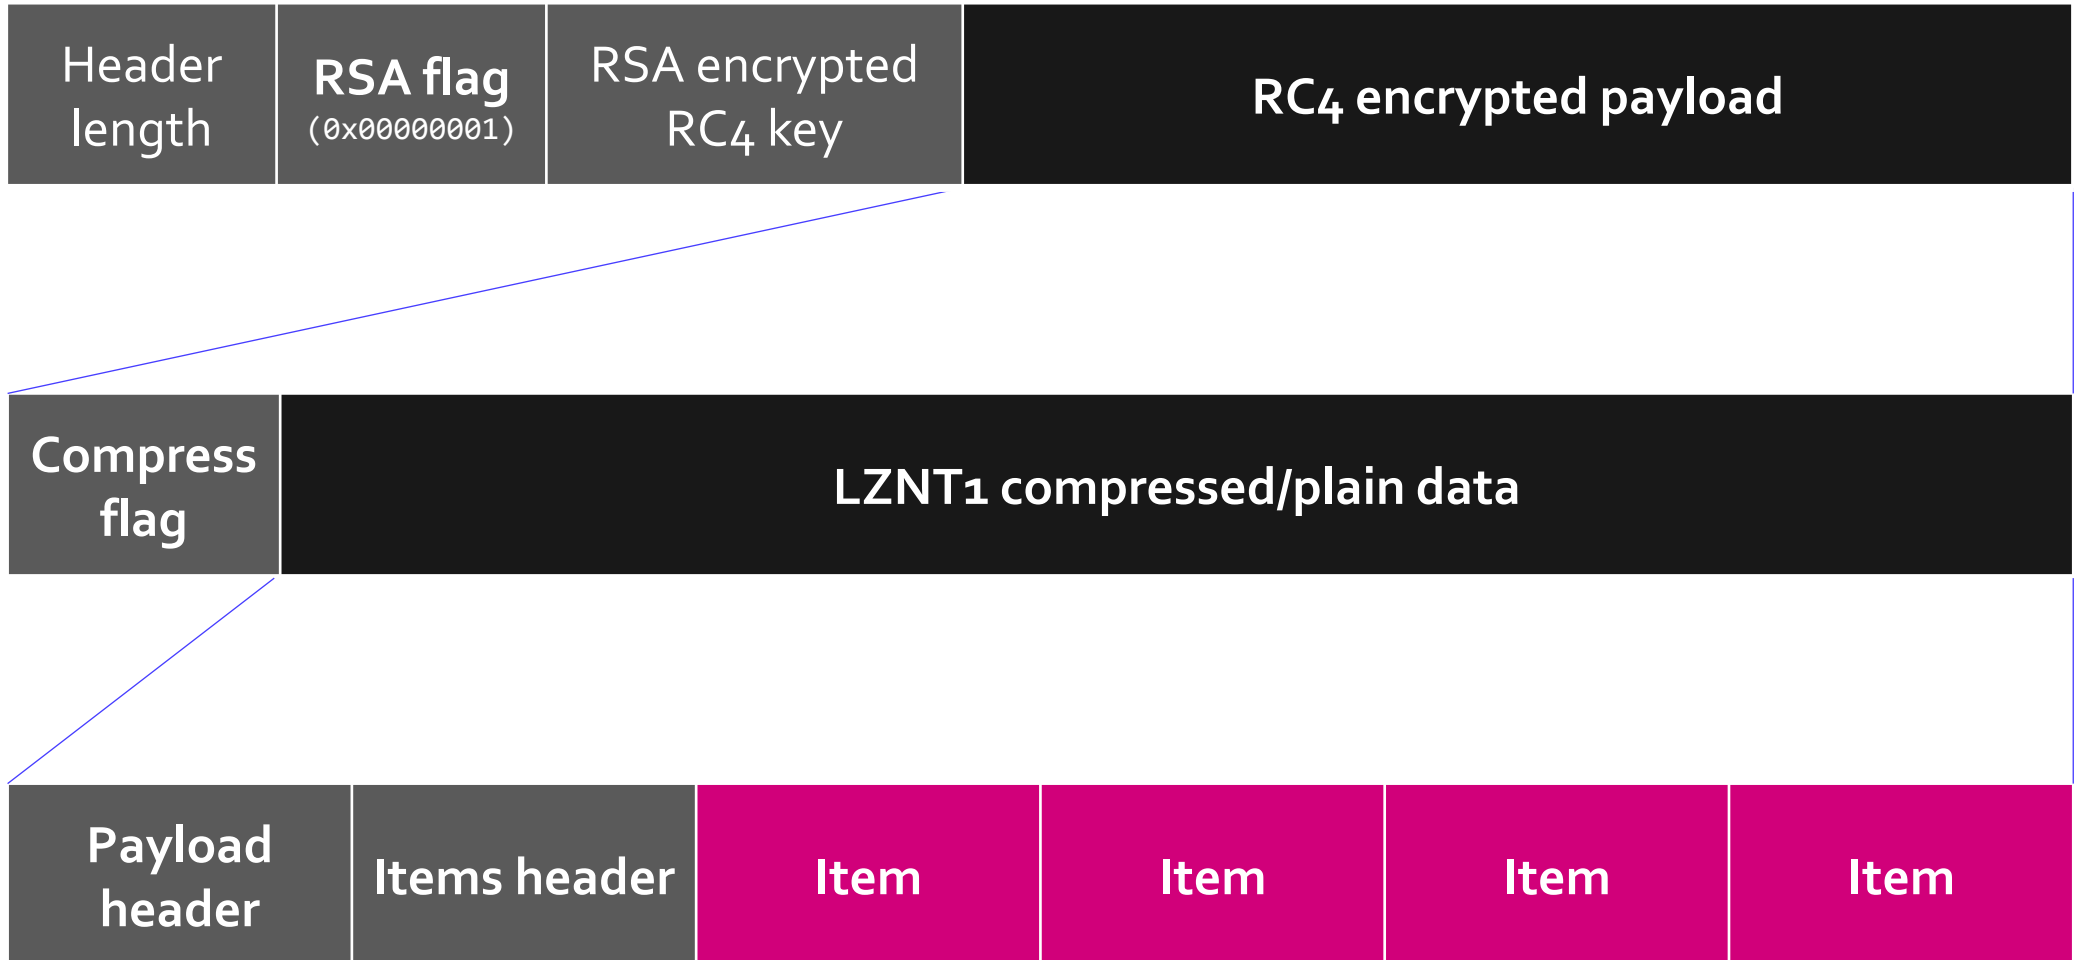 Header
length
RSA flag
(0x00000001)
RSA encrypted
RC4 key
RC4 encrypted payload
Compress
flag
LZNT1 compressed/plain data
Payload
header
Items header
Item
Item
Item
Item